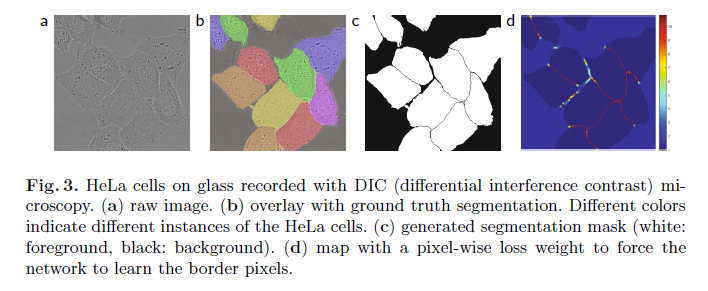 a b c d
10
Fig. 3. HeLa cells on glass recorded with DIC (differential interference contrast) mi-
croscopy. (a) raw image. (b) overlay with ground truth segmentation. Different colors
indicate different instances of the HeLa cells. (c) generated segmentation mask (white:
foreground, black: background). (d) map with a pixel-wise loss weight to force the
network to learn the border pixels.